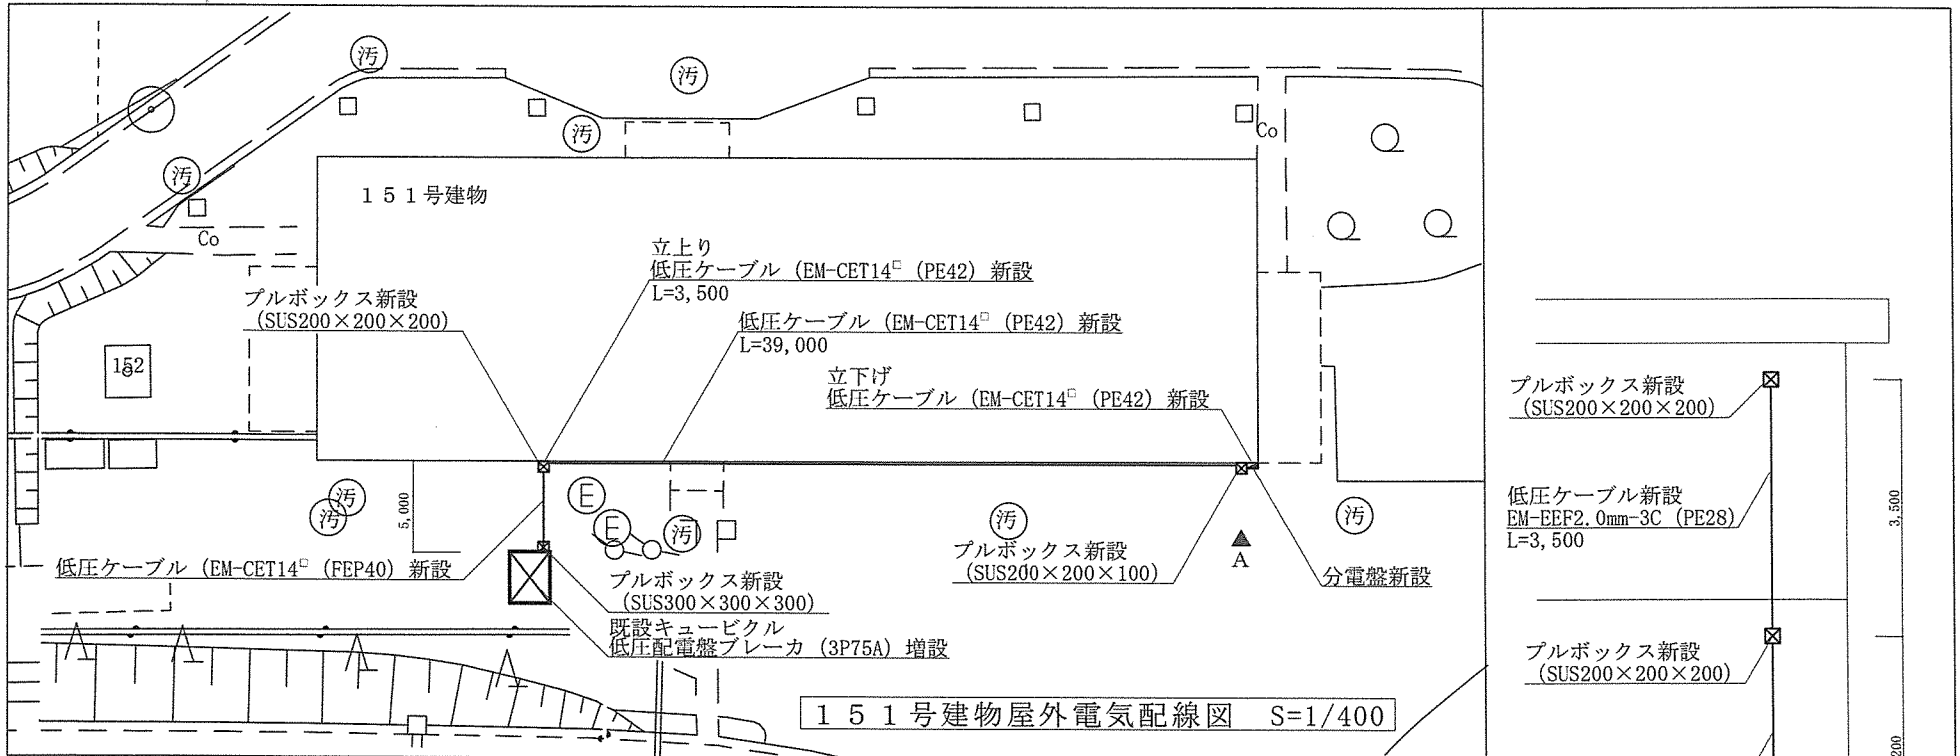 汚
汚
汚
汚
Co
Co
１５１号建物
立上り
低圧ケーブル (EM-CET14□ (PE42) 新設
L=3,500
プルボックス新設
(SUS200×200×200)
低圧ケーブル (EM-CET14□ (PE42) 新設
L=39,000
立下げ
低圧ケーブル (EM-CET14□ (PE42) 新設
152
5,000
汚
汚
E
E
汚
汚
汚
低圧ケーブル (EM-CET14□ (FEP40) 新設
プルボックス新設
(SUS300×300×300)
既設キュービクル
低圧配電盤ブレーカ (3P75A) 増設
プルボックス新設
(SUS200×200×100)
A
分電盤新設
１５１号建物屋外電気配線図　S=1/400
プルボックス新設
(SUS200×200×200)
低圧ケーブル新設
EM-EEF2.0mm-3C (PE28)
L=3,500
3,500
プルボックス新設
(SUS200×200×200)